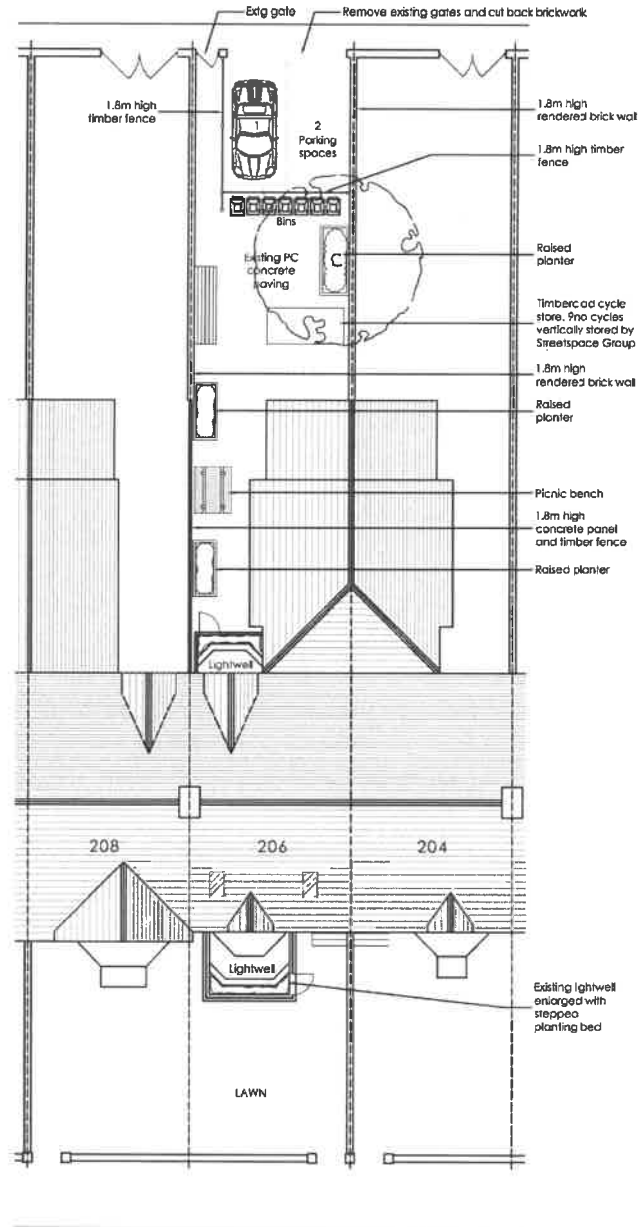 Extg gate
Remove existing gates and cut back brickwork
1.8m high
timber fence
1
2
Parking
spaces
1.8m high
rendered brick wall
1.8m high timber
fence
Bins
Existing PC
concrete
paving
C
Raised
planter
Timberclad cycle
store. 9no cycles
vertically stored by
Streetspace Group
1.8m high
rendered brick wall
Raised
planter
Picnic bench
1.8m high
concrete panel
and timber fence
Raised planter
Lightwell
208
206
204
Lightwell
Existing lightwell
enlarged with
stepped
planting bed
LAWN